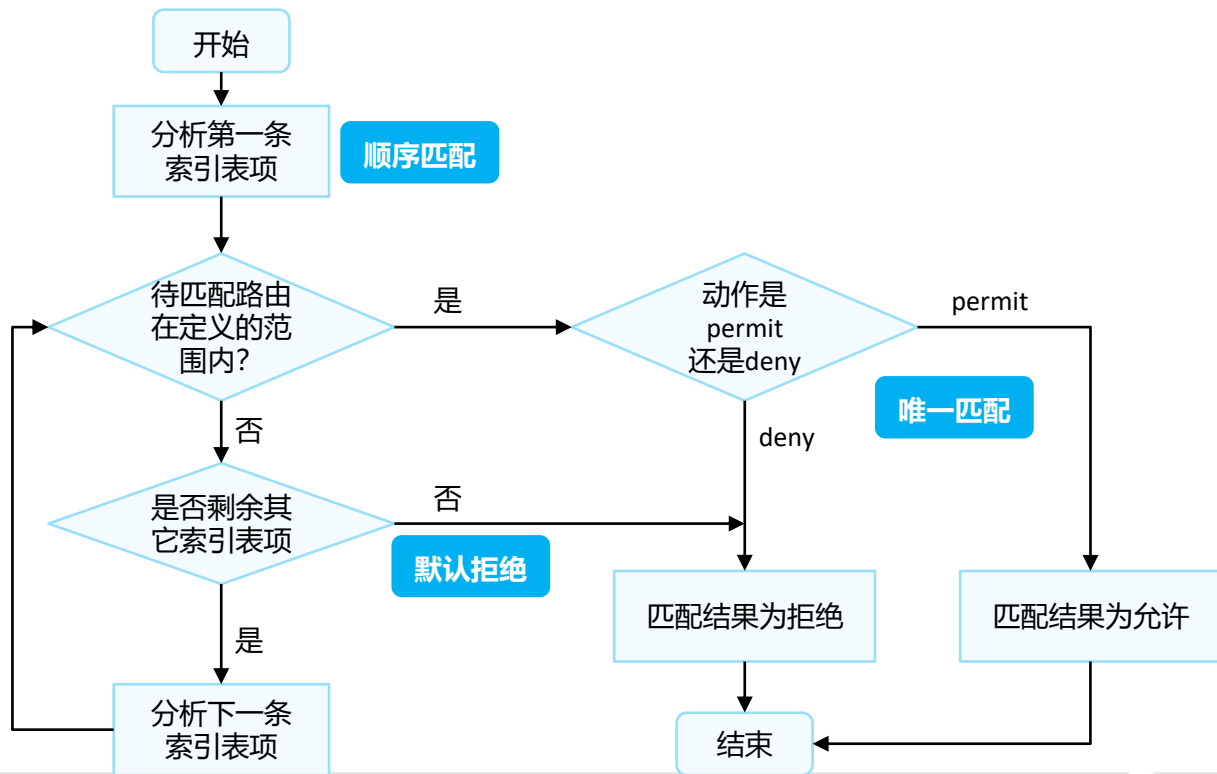 开始
分析第一条
索引表项
顺序匹配
待匹配路由
在定义的范
围内?
是
动作是
permit
还是deny
permit
唯一匹配
否
deny
是否剩余其
它索引表项
否
默认拒绝
匹配结果为拒绝
匹配结果为允许
是
分析下一条
索引表项
结束